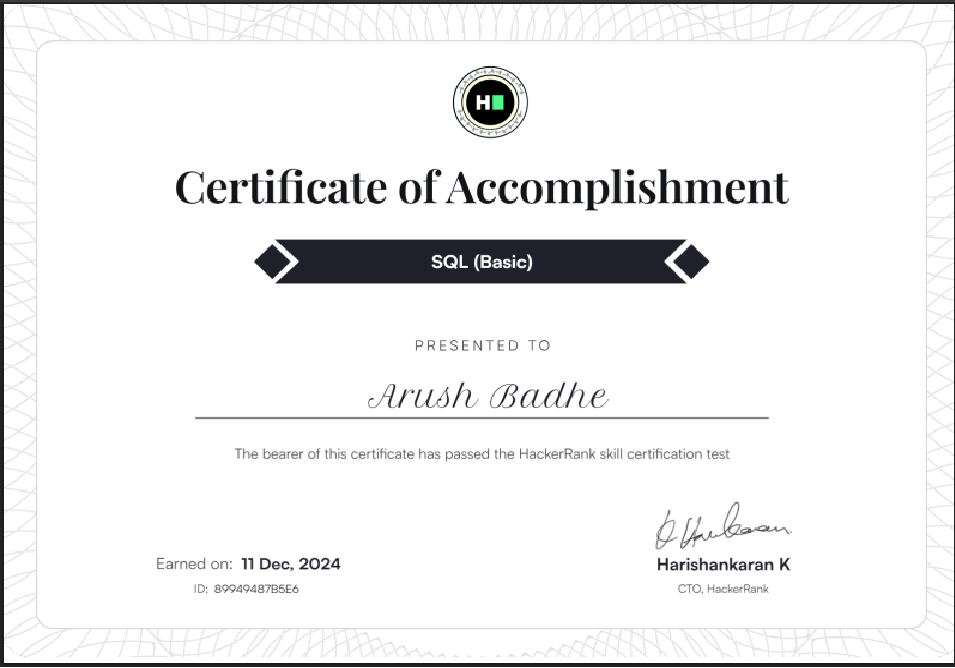 H
Certificate of Accomplishment
SQL (Basic)
PRESENTED TO
Arush Badhe
The bearer of this certificate has passed the HackerRank skill certification test
Earned on: 11 Dec, 2024
ID: 89949487B5E6
Harishankaran K
CTO, HackerRank